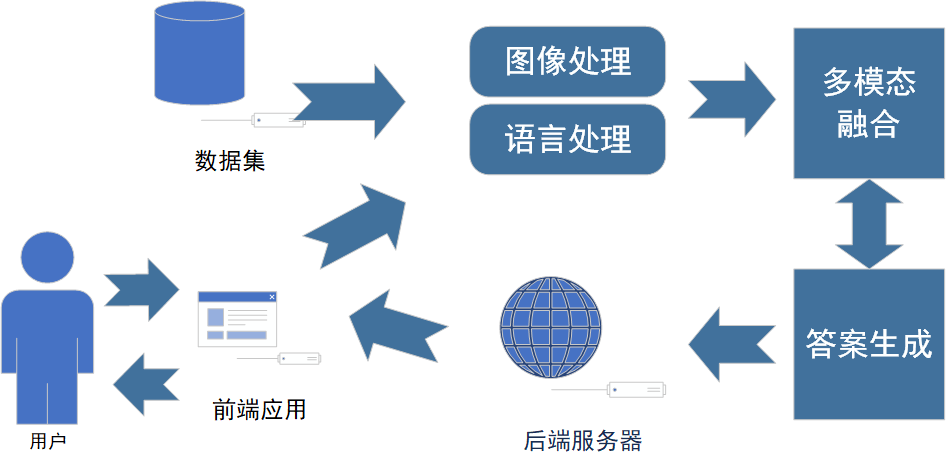 图像处理
语言处理
多模态
融合
数据集
答案生成
前端应用
用户
后端服务器